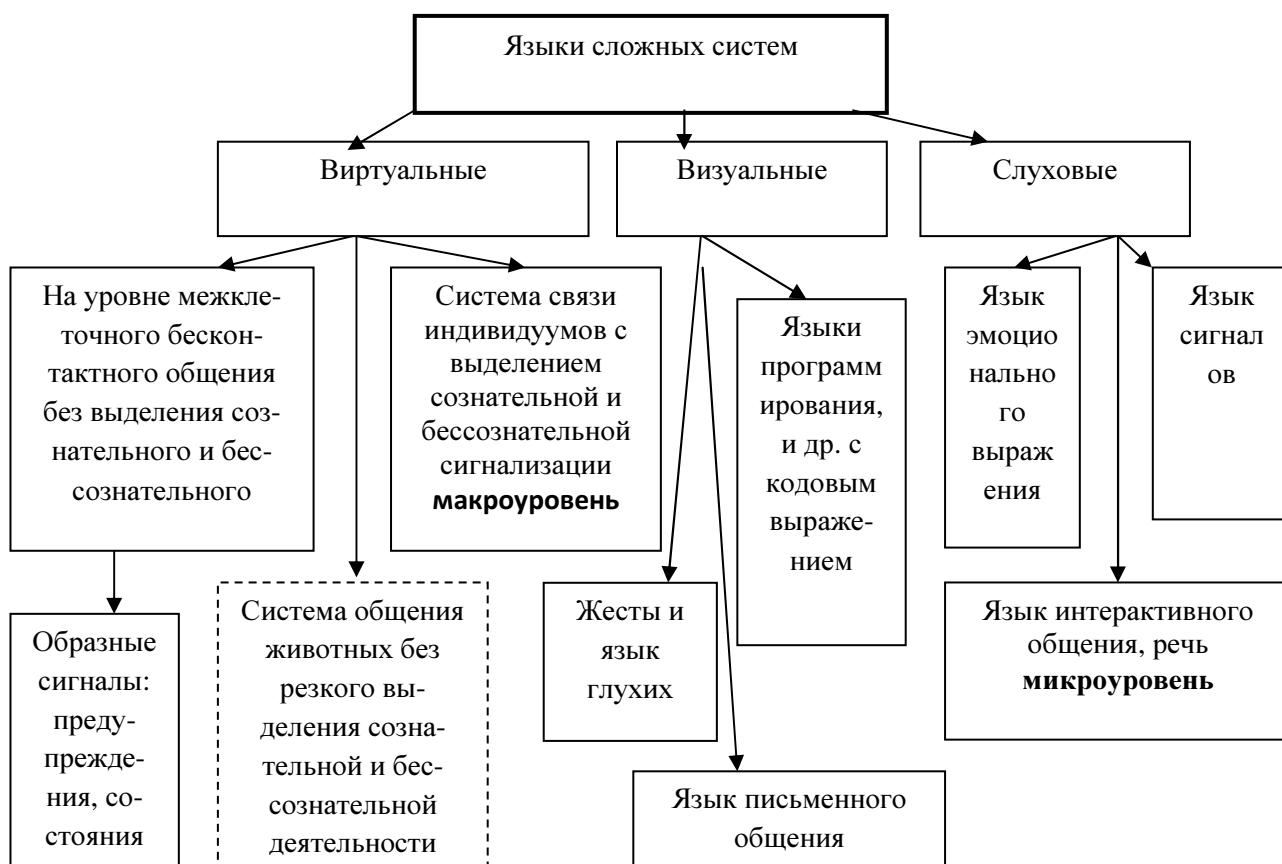 Языки сложных систем
Виртуальные
Визуальные
Слуховые
На уровне межкле-
точного бескон-
тактного общения
без выделения соз-
нательного и бес-
сознательного
Система связи
индивидуумов с
выделением
сознательной и
бессознательной
сигнализации
макроуровень
Языки
программ
ирования,
и др. с
кодовым
выраже-
нием
Язык
эмоцио
нально
го
выраж
ения
Язык
сигнал
ов
Образные
сигналы:
преду-
прежде-
ния, со-
стояния
Система общения
животных без
резкого вы-
деления созна-
тельной и бес-
сознательной
деятельности
Жесты и
язык
глухих
Язык письменного
общения
Язык интерактивного
общения, речь
микроуровень